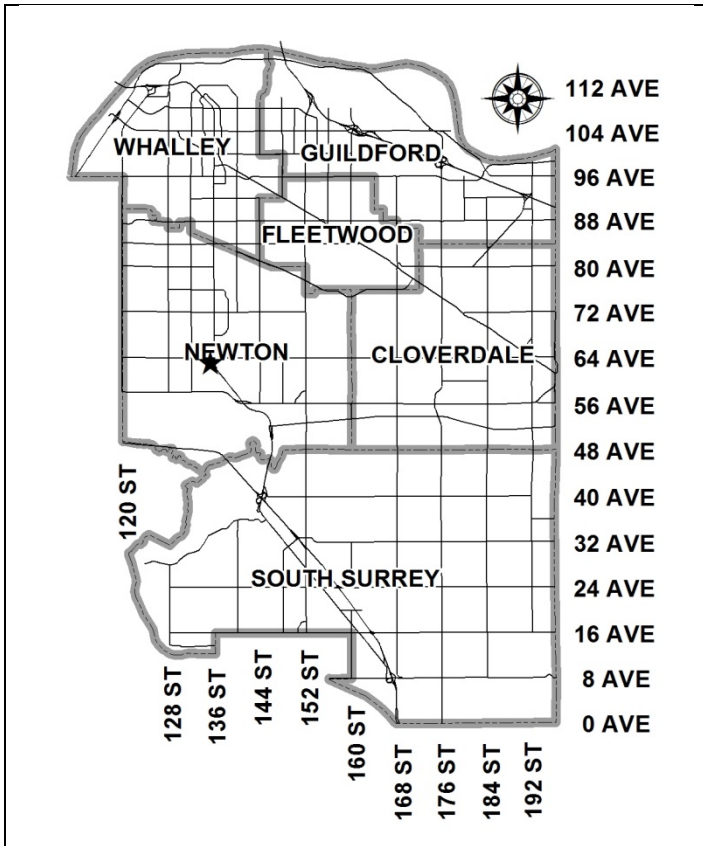 112 AVE
104 AVE
WHALLEY
GUILDFORD
96 AVE
88 AVE
FLEETWOOD
80 AVE
72 AVE
NEWTON
CLOVERDALE
64 AVE
56 AVE
48 AVE
120 ST
40 AVE
32 AVE
SOUTH SURREY
24 AVE
16 AVE
8 AVE
0 AVE
128 ST
136 ST
144 ST
152 ST
160 ST
168 ST
176 ST
184 ST
192 ST